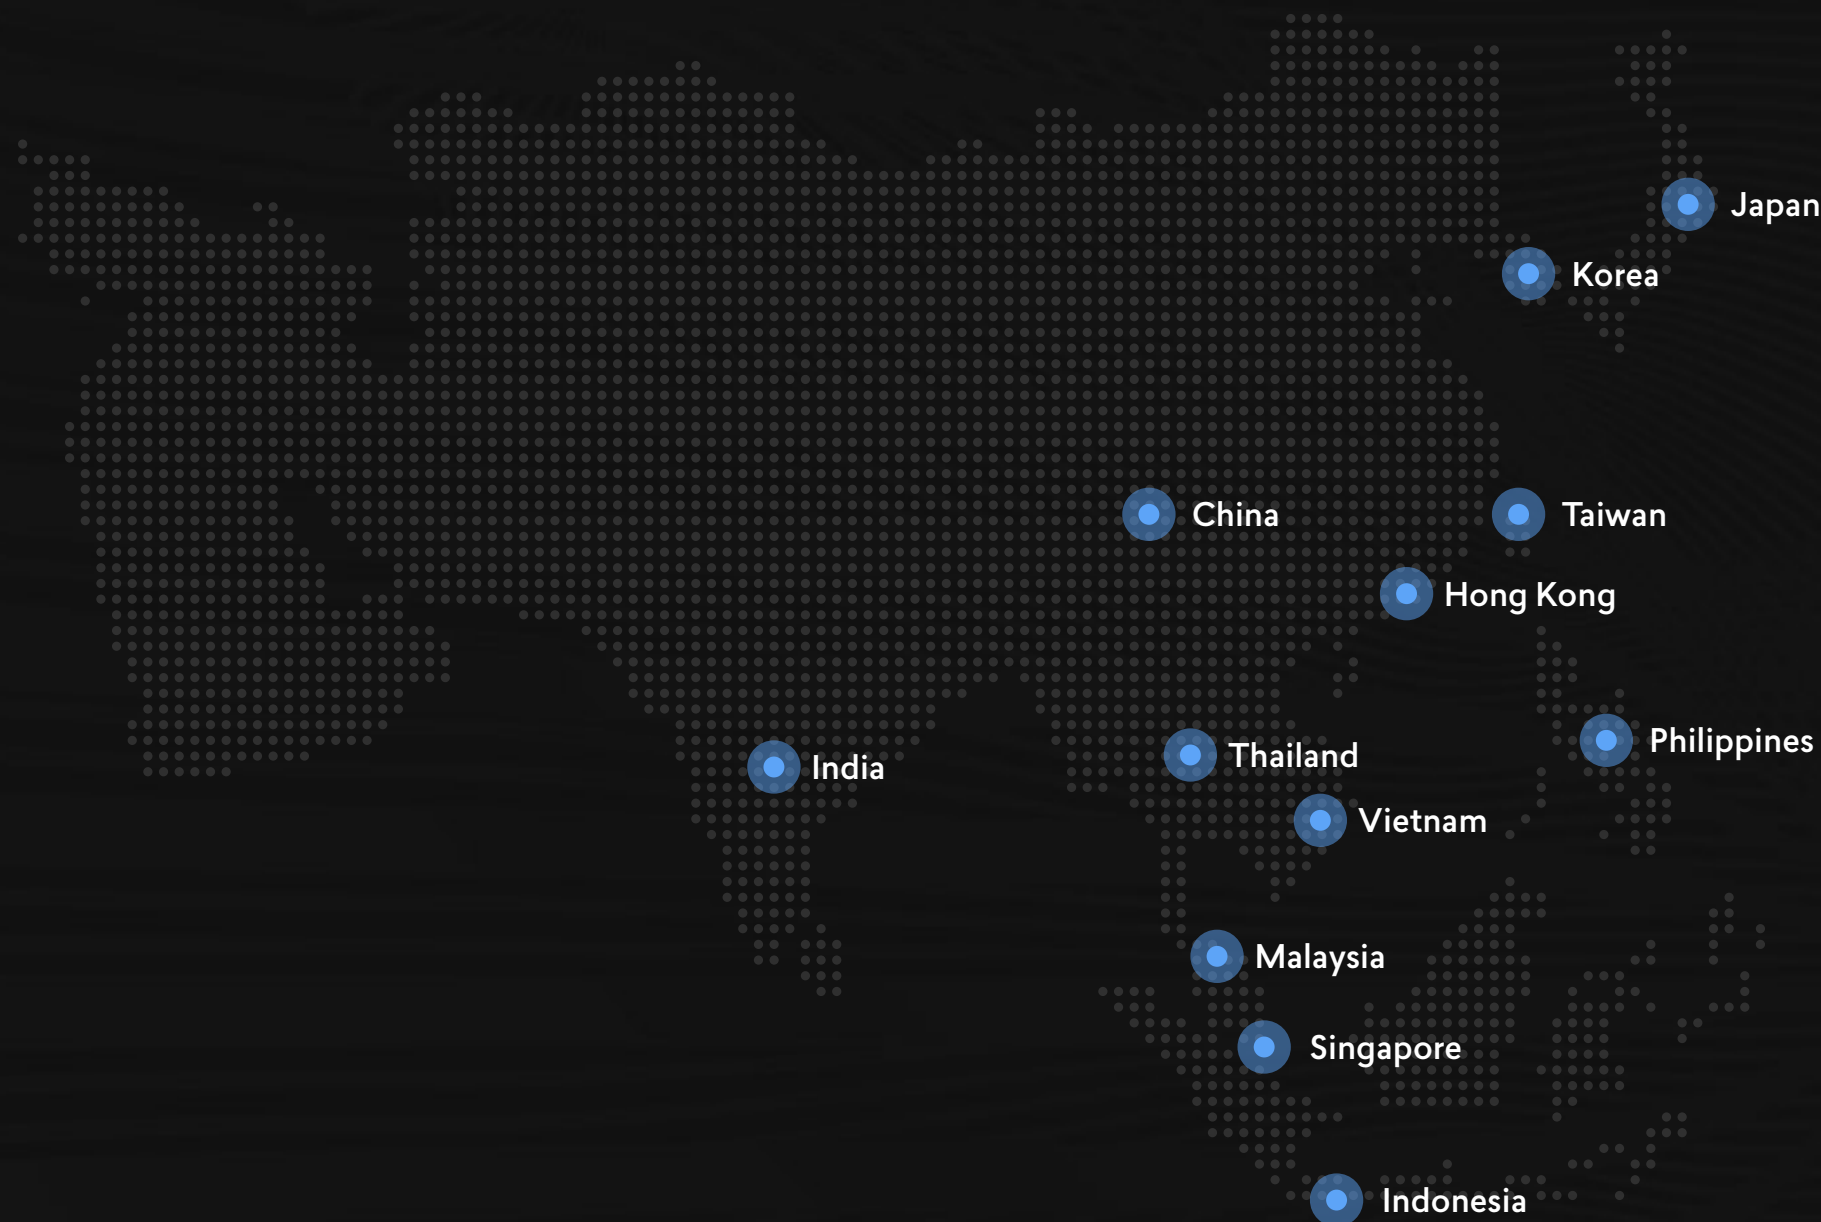 Japan
Korea
China
Taiwan
Hong Kong
Philippines
Thailand
India
Vietnam
Malaysia
Singapore
Indonesia